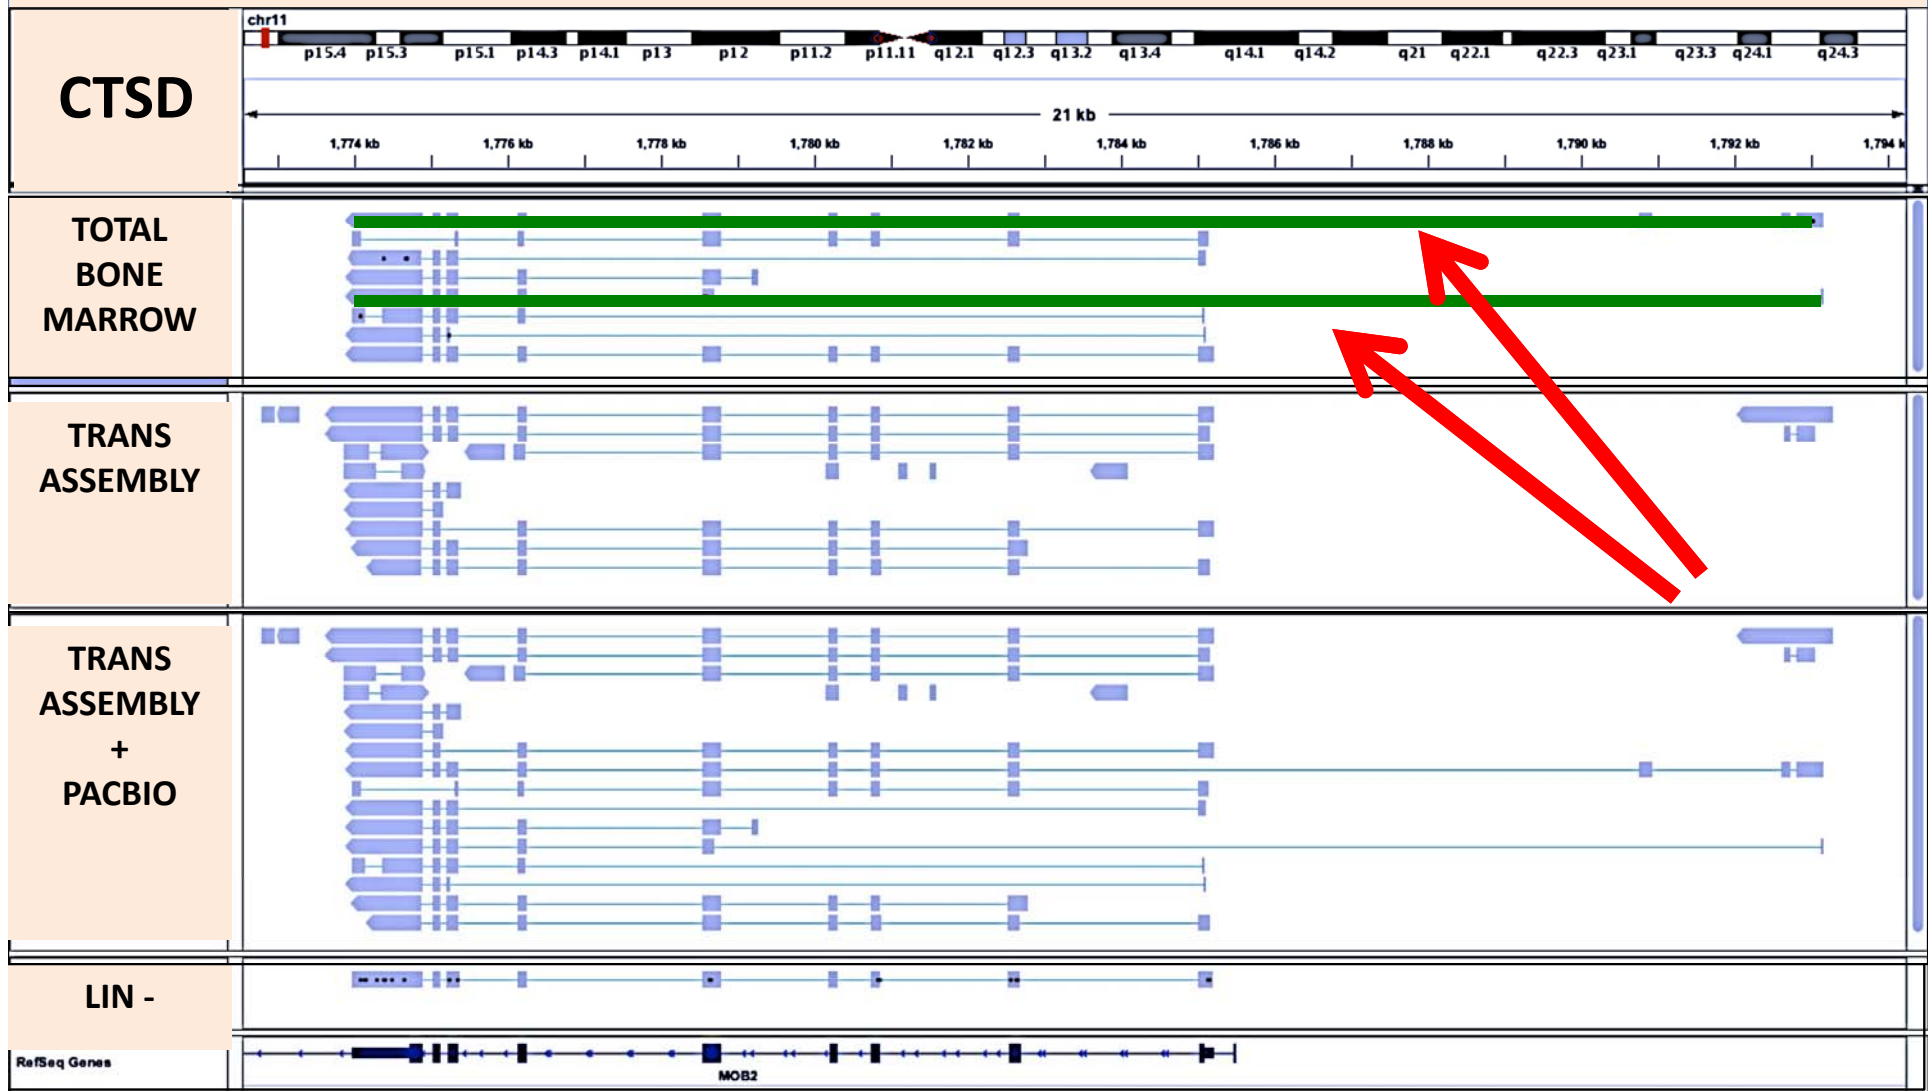 chr11
p15.4 p15.3 p15.1 p14.3 p14.1 p13 p12 p11.2 p11.11 q12.1 q12.3 q13.2 q13.4 q14.1 q14.2 q21 q22.1 q22.3 q23.1 q23.3 q24.1 q24.3
CTSD
21 kb
1,774 kb 1,776 kb 1,778 kb 1,780 kb 1,782 kb 1,784 kb 1,786 kb 1,788 kb 1,790 kb 1,792 kb 1,794 k
TOTAL
BONE
MARROW
TRANS
ASSEMBLY
TRANS
ASSEMBLY
+
PACBIO
LIN -
RefSeq Genes
MOB2